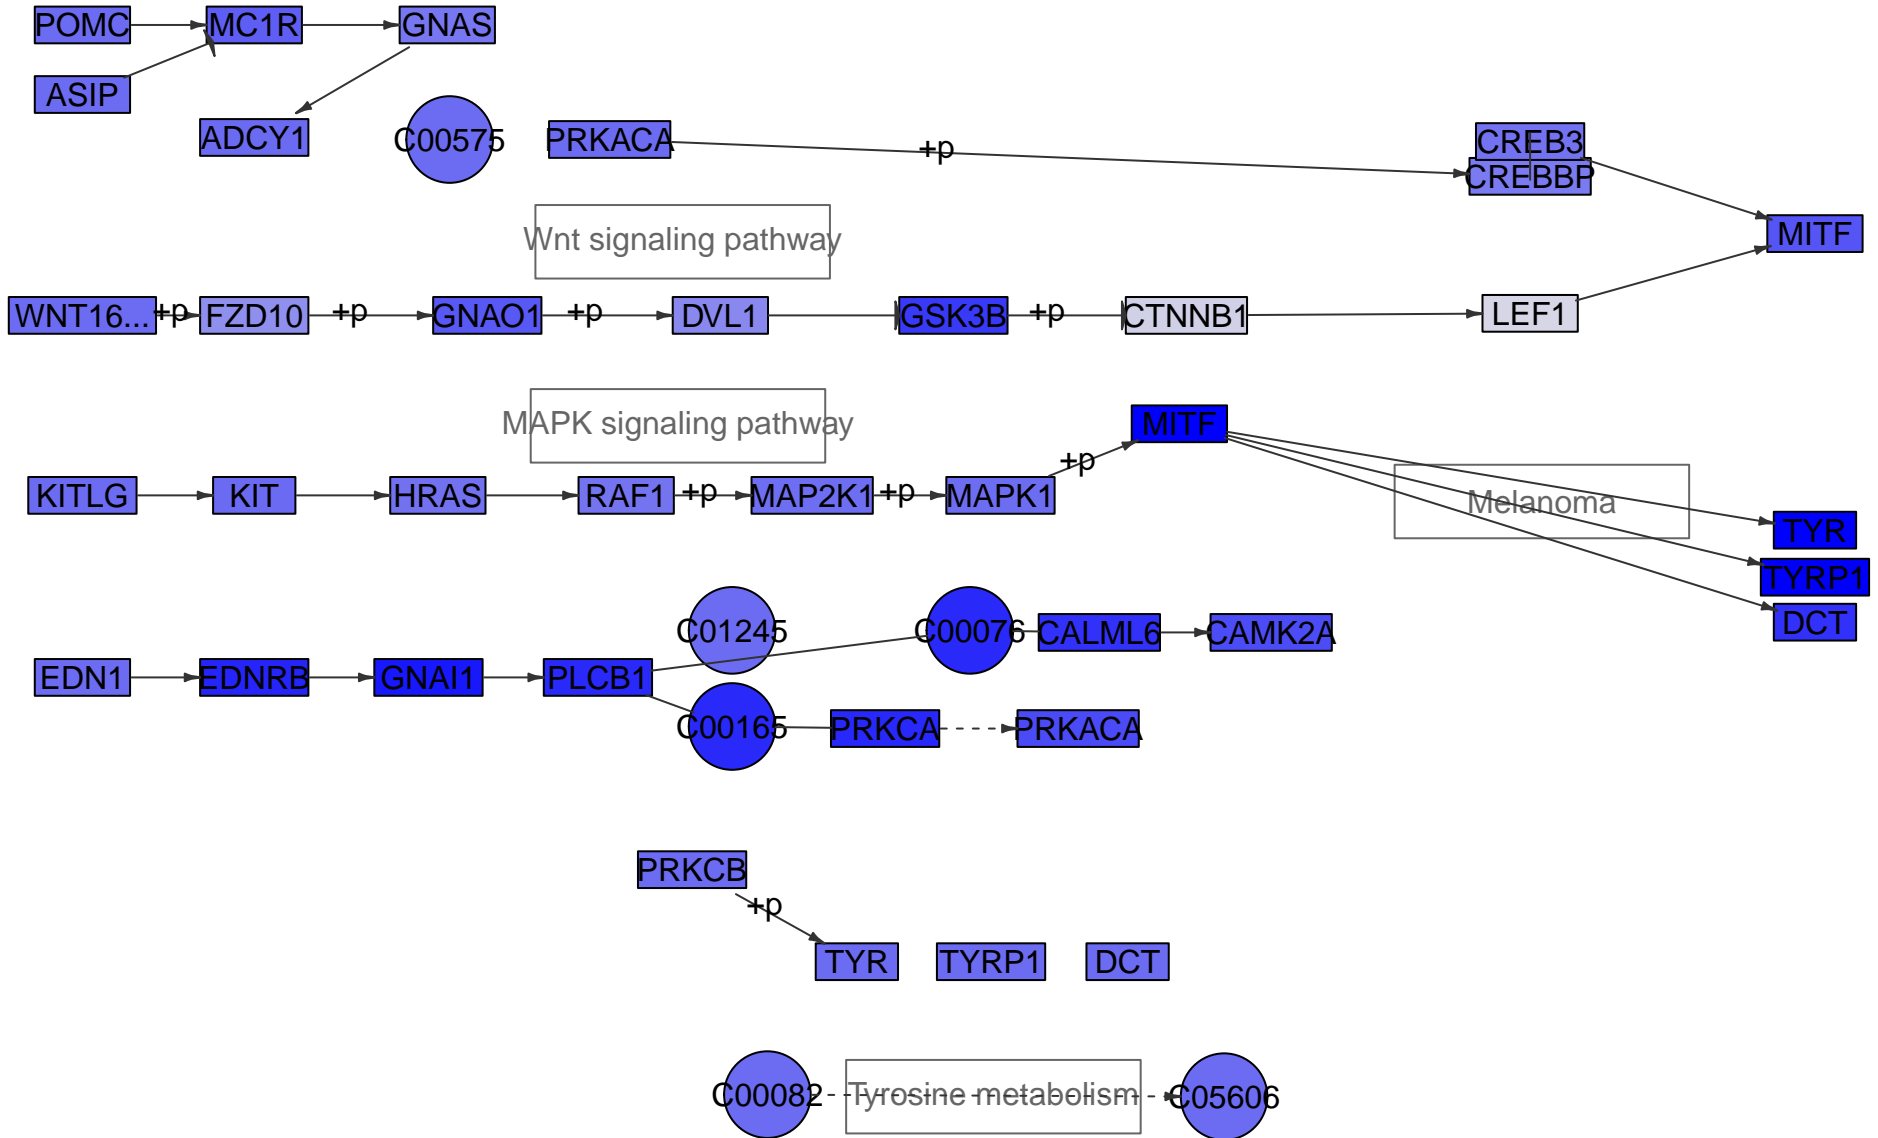 POMC MC1R GNAS
ASIP
ADCY1 C00575 PRKACA +p CREB3
CREBBP
Wnt signaling pathway MITF
WNT16... +p FZD10 +p GNAO1 +p DVL1 GSK3B +p CTNNB1 LEF1
MAPK signaling pathway MITF
+p
KITLG KIT HRAS RAF1 +p MAP2K1 +p MAPK1 Melanoma
TYR
TYRP1
C01245 C00076 CALML6 CAMK2A DCT
EDN1 EDNRB GNAI1 PLCB1
C00165 PRKCA PRKACA
PRKCB
+p
TYR TYRP1 DCT
C00082 Tyrosine metabolism C05606